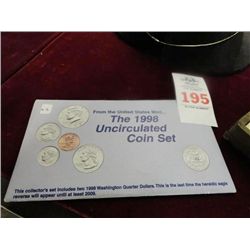 From the United States Mint...
The 1998
Uncirculated
Coin Set
195
This collector's set includes two 1998 Washington Quarter Dollars. This is the last time the heraldic eagle
reverse will appear until at least 2009.